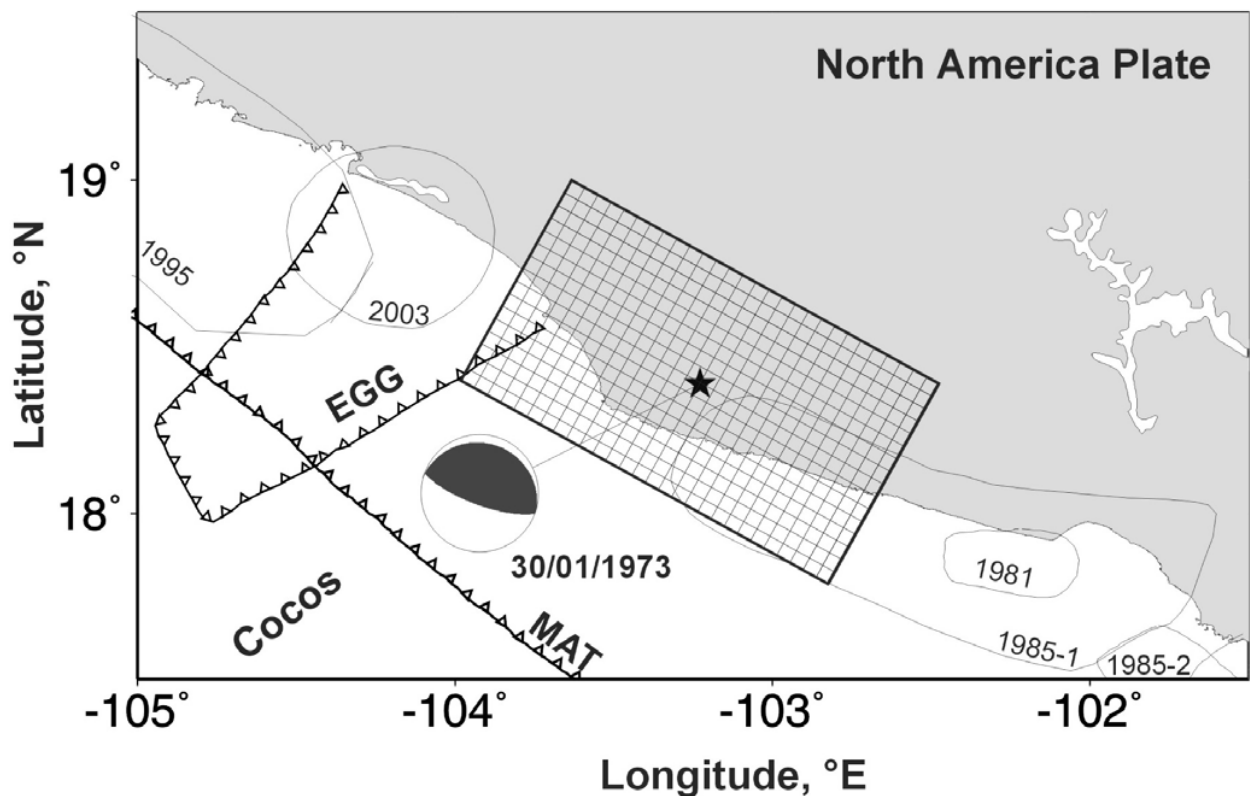 North America Plate
19°
Latitude, °N
1995
2003
EGG
18°
30/01/1973
1981
Cocos
MAT
1985-1
1985-2
-105°
-104°
-103°
-102°
Longitude, °E